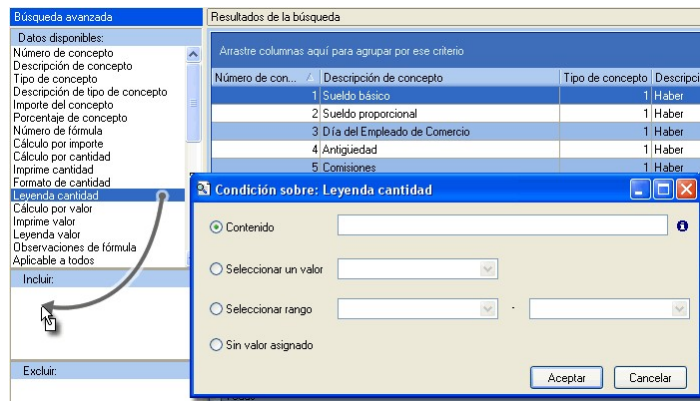 Búsqueda avanzada
Datos disponibles:
Número de concepto
Descripción de concepto
Tipo de concepto
Descripción de tipo de concepto
Importe del concepto
Porcentaje de concepto
Número de fórmula
Cálculo por importe
Cálculo por cantidad
Imprime cantidad
Formato de cantidad
Leyenda cantidad
Cálculo por valor
Imprime valor
Leyenda valor
Observaciones de fórmula
Aplicable a todos
Incluir:
Excluir:
Resultados de la búsqueda
Arrastre columnas aquí para agrupar por ese criterio
Número de con... Descripción de concepto Tipo de concepto Descripci
1 Sueldo básico 1 Haber
2 Sueldo proporcional 1 Haber
3 Día del Empleado de Comercio 1 Haber
4 Antigüedad 1 Haber
5 Comisiones 1 Haber
Condición sobre: Leyenda cantidad
Contenido
Seleccionar un valor
Seleccionar rango -
Sin valor asignado
Aceptar Cancelar